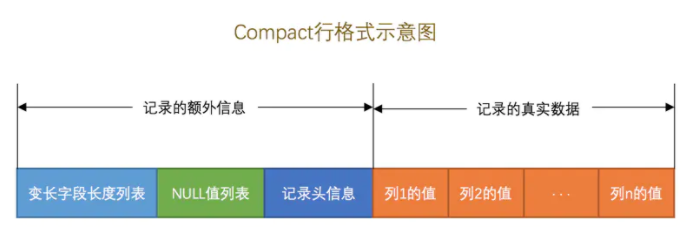 Compact行格式示意图
记录的额外信息 记录的真实数据
变长字段长度列表 NULL值列表 记录头信息 列1的值 列2的值 · · · 列n的值